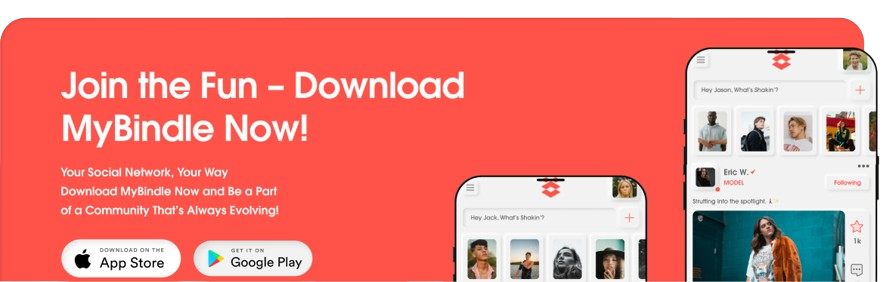 Join the Fun – Download
MyBindle Now!
Your Social Network, Your Way
Download MyBindle Now and Be a Part
of a Community That's Always Evolving!
DOWNLOAD ON THE
App Store
GET IT ON
Google Play
Hey Jack, What's Shakin'?
Hey Jason, What's Shakin'?
Eric W.
MODEL
Following
Strutting into the spotlight.
1k